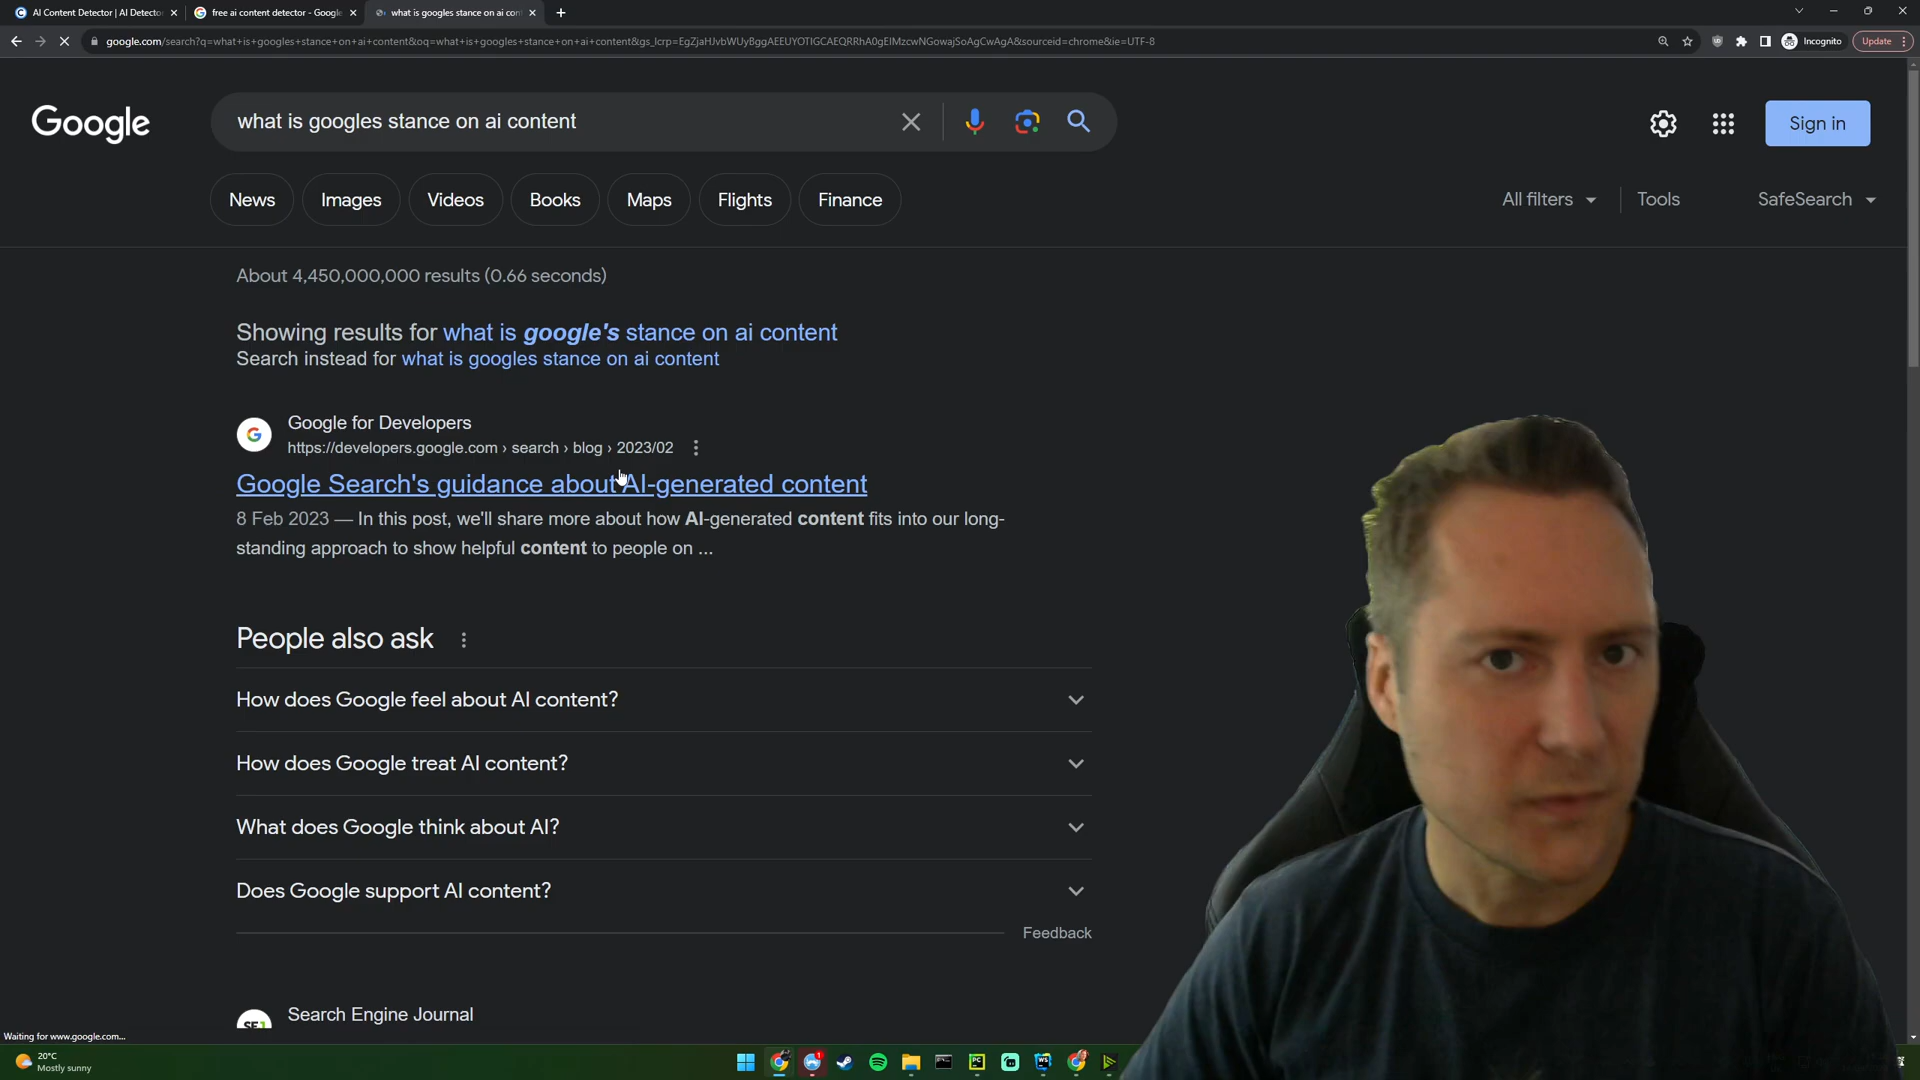 AI Content Detector | AI Detecto
free ai content detector - Google
what is googles stance on ai con
google.com/search?q=what+is+googles+stance+on+ai+content&oq=what+is+googles+stance+on+ai+content&gs_lcrp=EgZjaHJvbWUyBggAEEUYOTIGCAEQRRhA0gEIMzcwNGowajSoAgCwAgA&sourceid=chrome&ie=UTF-8
Incognito
Update
Google
what is googles stance on ai content
Sign in
News
Images
Videos
Books
Maps
Flights
Finance
All filters
Tools
SafeSearch
About 4,450,000,000 results (0.66 seconds)
Showing results for what is google's stance on ai content
Search instead for what is googles stance on ai content
Google for Developers
https://developers.google.com › search › blog › 2023/02
Google Search's guidance about AI-generated content
8 Feb 2023 — In this post, we'll share more about how AI-generated content fits into our long-
standing approach to show helpful content to people on ...
People also ask
How does Google feel about AI content?
How does Google treat AI content?
What does Google think about AI?
Does Google support AI content?
Feedback
Search Engine Journal
Waiting for www.google.com...
20°C
Mostly sunny